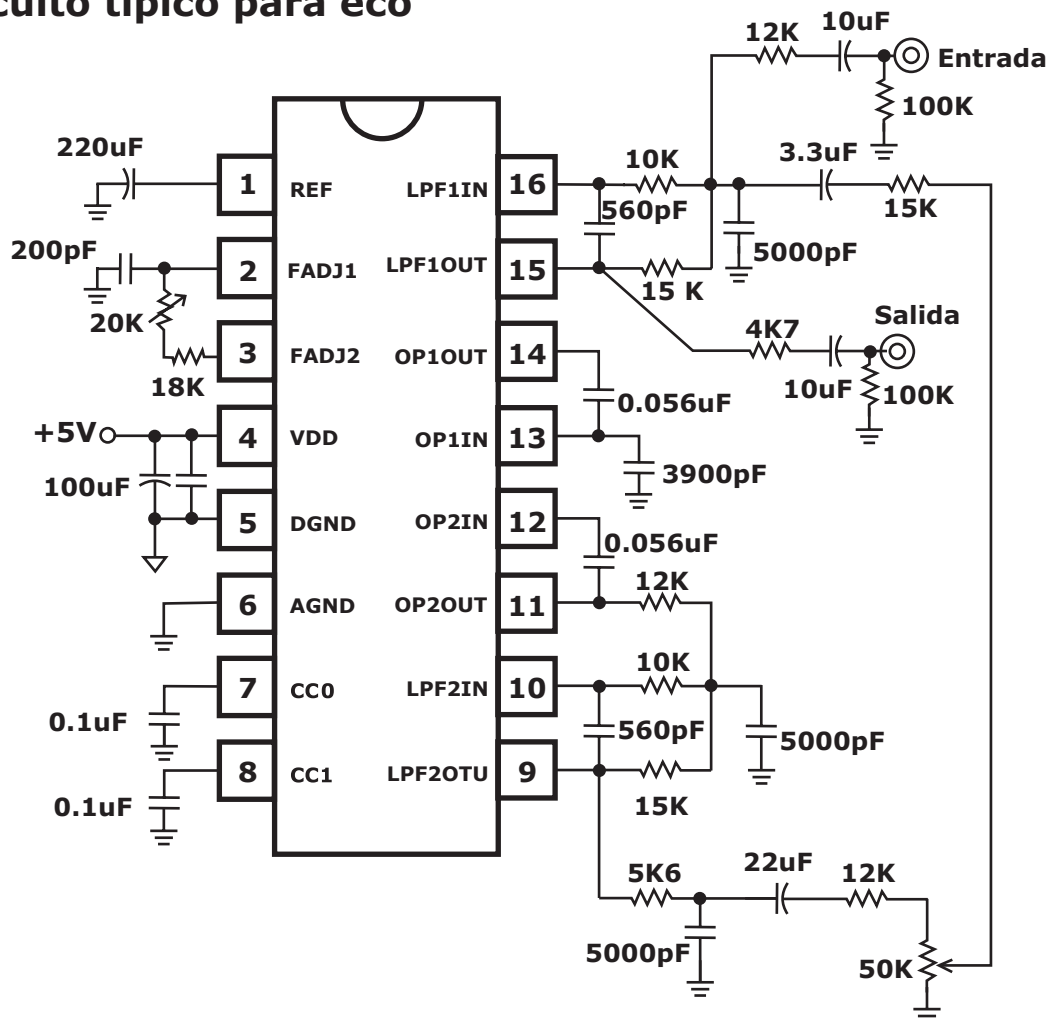 cuito típico para eco
12K
10uF
Entrada
100K
220uF
1
REF
LPF1IN
16
10K
3.3uF
15K
560pF
5000pF
200pF
2
FADJ1
LPF1OUT
15
15 K
20K
Salida
4K7
3
FADJ2
OP1OUT
14
18K
10uF
100K
0.056uF
+5V
4
VDD
OP1IN
13
100uF
3900pF
5
DGND
OP2IN
12
0.056uF
12K
6
AGND
OP2OUT
11
10K
7
CC0
LPF2IN
10
0.1uF
560pF
5000pF
8
CC1
LPF2OTU
9
0.1uF
15K
5K6
22uF
12K
5000pF
50K